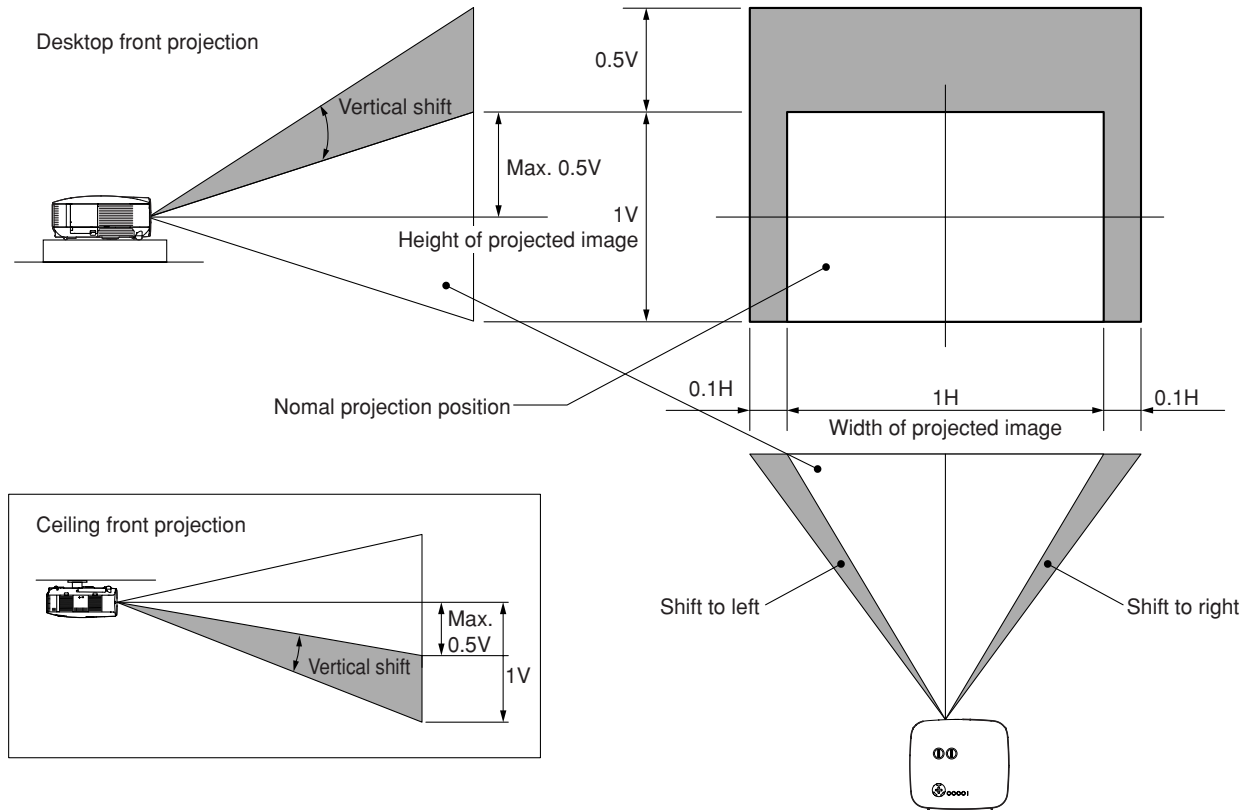 Desktop front projection
Vertical shift
0.5V
Max. 0.5V
1V
Height of projected image
Nomal projection position
0.1H
1H
0.1H
Width of projected image
Ceiling front projection
Max.
0.5V
Vertical shift
1V
Shift to left
Shift to right